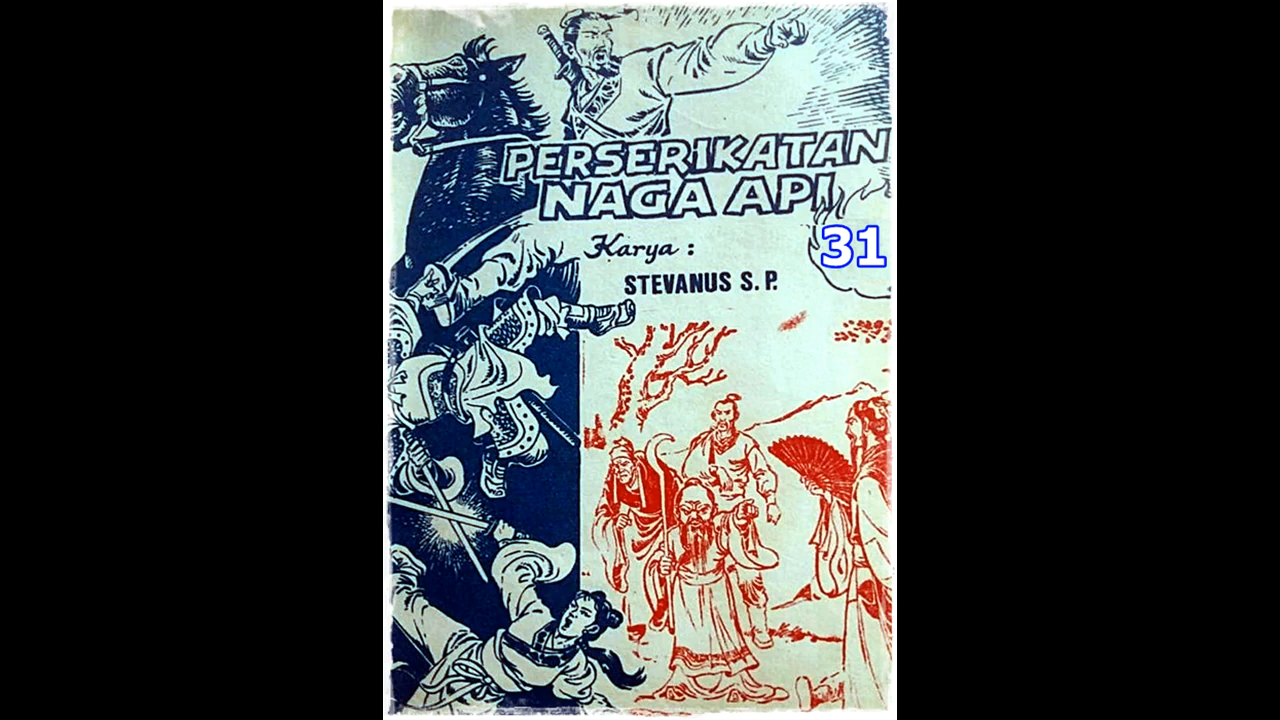 PERSERIKATAN
NAGA API
31
Karya :
STEVANUS S. P.